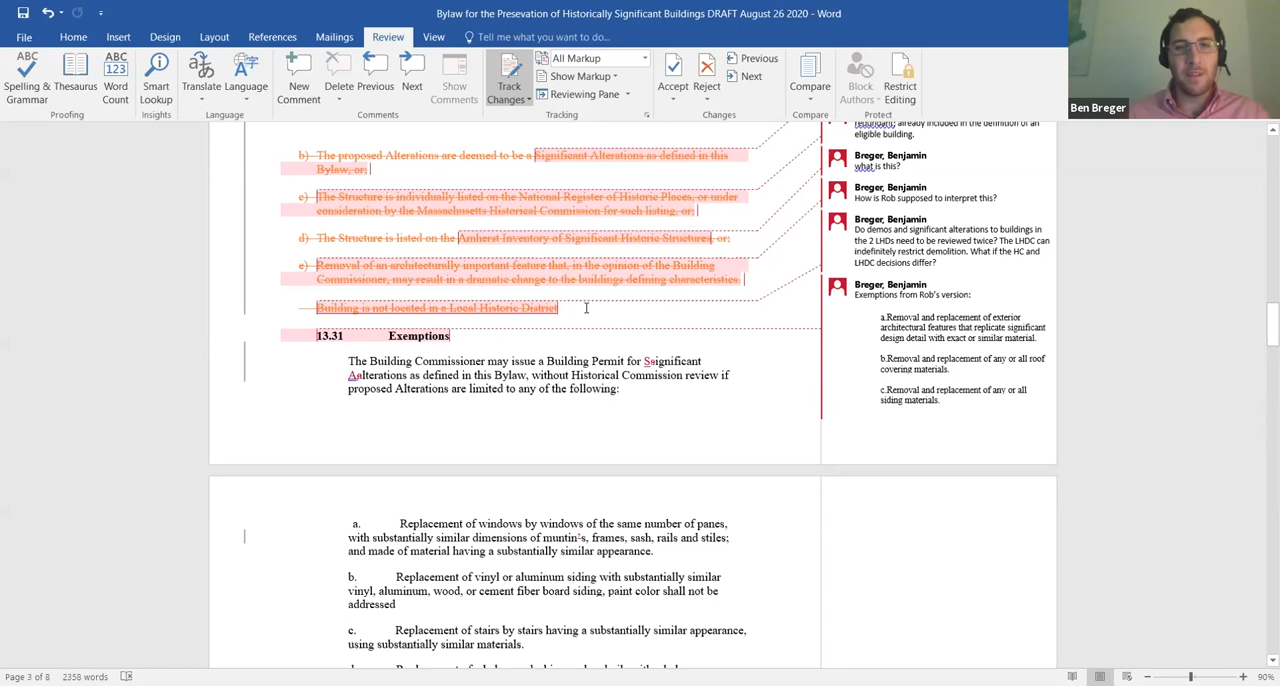 Bylaw for the Presevation of Historically Significant Buildings DRAFT August 26 2020 - Word
File Home Insert Design Layout References Mailings Review View Tell me what you want to do...
Spelling & Grammar
Thesaurus
Word Count
Proofing
Smart Lookup
Insights
Translate
Language
Language
New Comment
Delete
Previous
Next
Show Comments
Comments
Track Changes
All Markup
Show Markup
Reviewing Pane
Tracking
Accept
Reject
Previous
Next
Changes
Compare
Compare
Block Authors
Restrict Editing
Protect
Ben Breger
b) The proposed Alterations are deemed to be a Significant Alterations as defined in this
Bylaw, or;
c) The Structure is individually listed on the National Register of Historic Places, or under
consideration by the Massachusetts Historical Commission for such listing, or;
d) The Structure is listed on the Amherst Inventory of Significant Historic Structures, or;
e) Removal of an architecturally important feature that, in the opinion of the Building
Commissioner, may result in a dramatic change to the buildings defining characteristics.
Building is not located in a Local Historic District
13.31 Exemptions
The Building Commissioner may issue a Building Permit for Ssignificant
Aalterations as defined in this Bylaw, without Historical Commission review if
proposed Alterations are limited to any of the following:
a. Replacement of windows by windows of the same number of panes,
with substantially similar dimensions of muntin's, frames, sash, rails and stiles;
and made of material having a substantially similar appearance.
b. Replacement of vinyl or aluminum siding with substantially similar
vinyl, aluminum, wood, or cement fiber board siding, paint color shall not be
addressed
c. Replacement of stairs by stairs having a substantially similar appearance,
using substantially similar materials.
redundant; already included in the definition of an
eligible building.
Breger, Benjamin
what is this?
Breger, Benjamin
How is Rob supposed to interpret this?
Breger, Benjamin
Do demos and significant alterations to buildings in
the 2 LHDs need to be reviewed twice? The LHDC can
indefinitely restrict demolition. What if the HC and
LHDC decisions differ?
Breger, Benjamin
Exemptions from Rob's version:
a.Removal and replacement of exterior
architectural features that replicate significant
design detail with exact or similar material.
b.Removal and replacement of any or all roof
covering materials.
c.Removal and replacement of any or all
siding materials.
Page 3 of 8 2358 words
90%